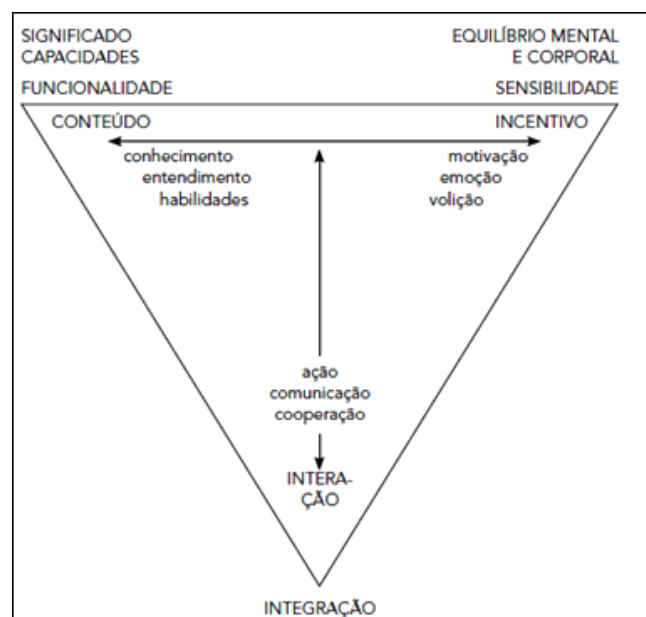 SIGNIFICADO
CAPACIDADES
FUNCIONALIDADE
EQUILÍBRIO MENTAL
E CORPORAL
SENSIBILIDADE
CONTEÚDO
INCENTIVO
conhecimento
entendimento
habilidades
motivação
emoção
volição
ação
comunicação
cooperação
INTERA-
ÇÃO
INTEGRAÇÃO